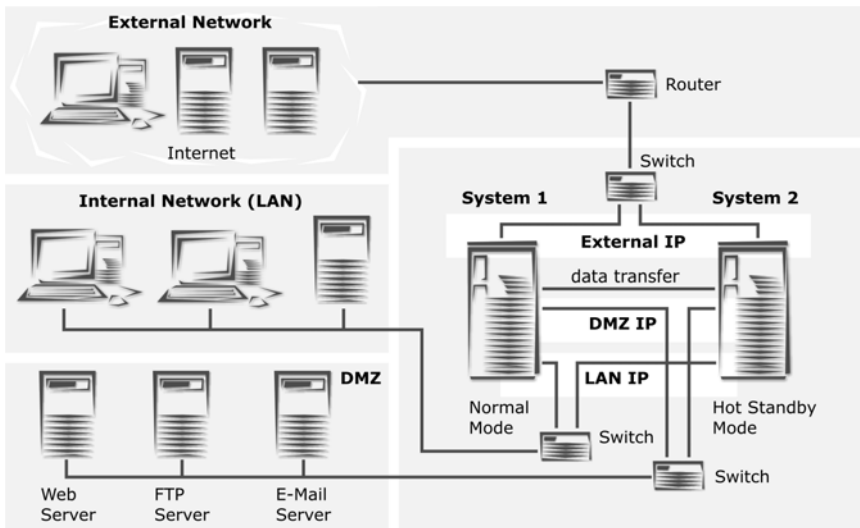 External Network
Internet
Router
Switch
Internal Network (LAN)
System 1
System 2
External IP
data transfer
DMZ IP
LAN IP
Normal
Mode
Hot Standby
Mode
Switch
Switch
DMZ
Web
Server
FTP
Server
E-Mail
Server